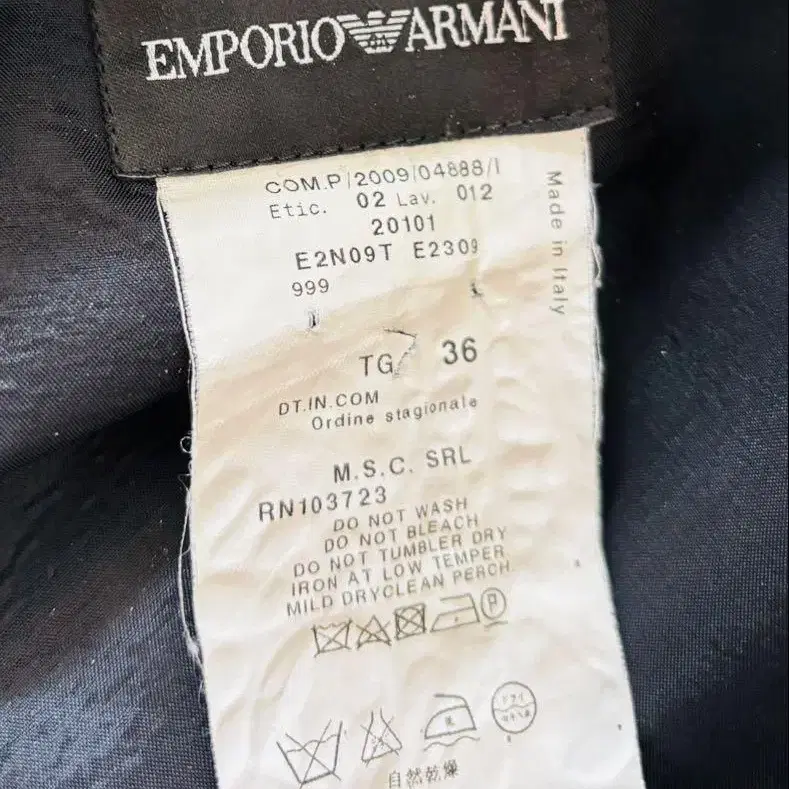 EMPORIO ARMANI
COM.P/2009/04888/I
Etic. 02 Lav. 012
20101
E2N09T E2309
999
Made in Italy
TG 36
DT.IN.COM
Ordine stagionale
M.S.C. SRL
RN103723
DO NOT WASH
DO NOT BLEACH
DO NOT TUMBLER DRY
IRON AT LOW TEMPER.
MILD DRYCLEAN PERCH.
P
自然乾燥